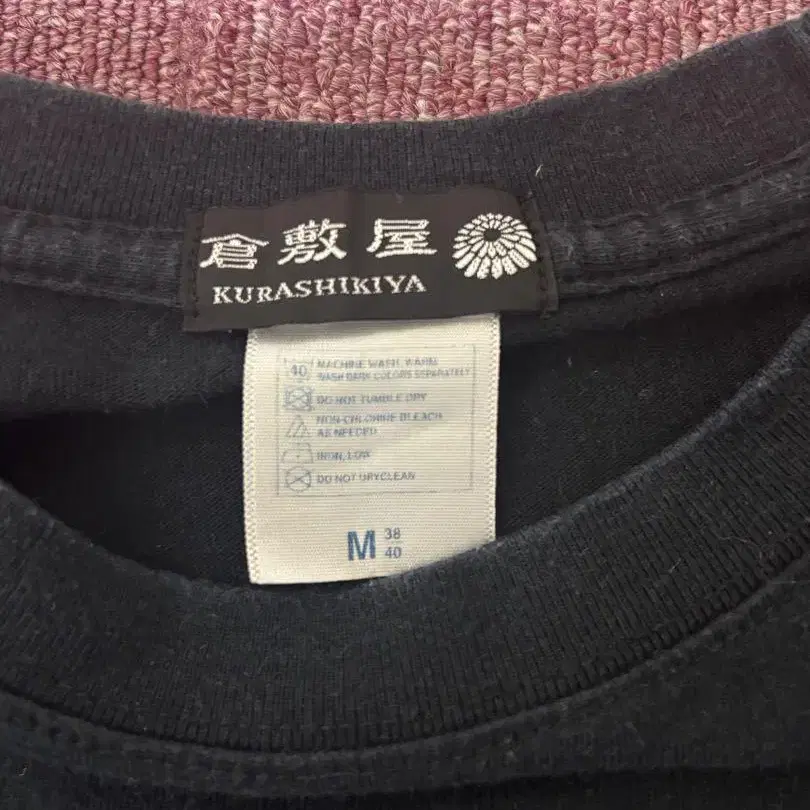 倉敷屋
KURASHIKIYA
40
MACHINE WASH, WARM
WASH DARK COLORS SEPARATELY
DO NOT TUMBLE DRY
NON-CHLORINE BLEACH
AS NEEDED
IRON, LOW
DO NOT DRYCLEAN
M 38
40